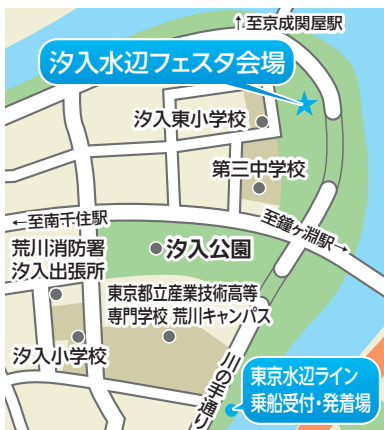 ↑至京成関屋駅
汐入水辺フェスタ会場
汐入東小学校
第三中学校
←至南千住駅
至鐘ヶ淵駅→
荒川消防署
汐入出張所
汐入公園
東京都立産業技術高等
専門学校 荒川キャンパス
汐入小学校
川の手通り
東京水辺ライン
乗船受付・発着場